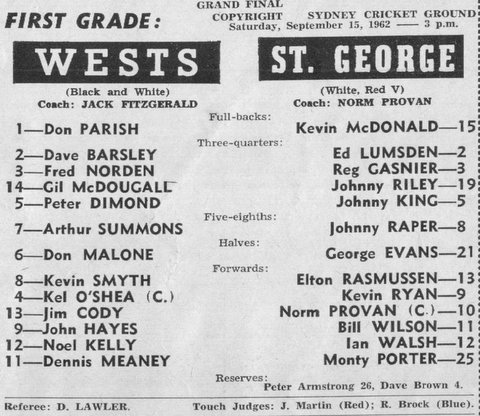 GRAND FINAL
FIRST GRADE: COPYRIGHT SYDNEY CRICKET GROUND
Saturday, September 15, 1962 — 3 p.m.
WESTS ST. GEORGE
(Black and White) (White, Red V)
Coach: JACK FITZGERALD Coach: NORM PROVAN
Full-backs:
1—Don PARISH Kevin McDONALD—15
Three-quarters:
2—Dave BARSLEY Ed LUMSDEN—2
3—Fred NORDEN Reg GASNIER—3
14—Gil McDOUGALL Johnny RILEY—19
5—Peter DIMOND Johnny KING—5
Five-eighths:
7—Arthur SUMMONS Johnny RAPER—8
Halves:
6—Don MALONE George EVANS—21
Forwards:
8—Kevin SMYTH Elton RASMUSSEN—13
4—Kel O'SHEA (C.) Kevin RYAN—9
13—Jim CODY Norm PROVAN (C.)—10
9—John HAYES Bill WILSON—11
12—Noel KELLY Ian WALSH—12
11—Dennis MEANEY Monty PORTER—25
Reserves:
Peter Armstrong 26, Dave Brown 4.
Referee: D. LAWLER. Touch Judges: J. Martin (Red); R. Brock (Blue).